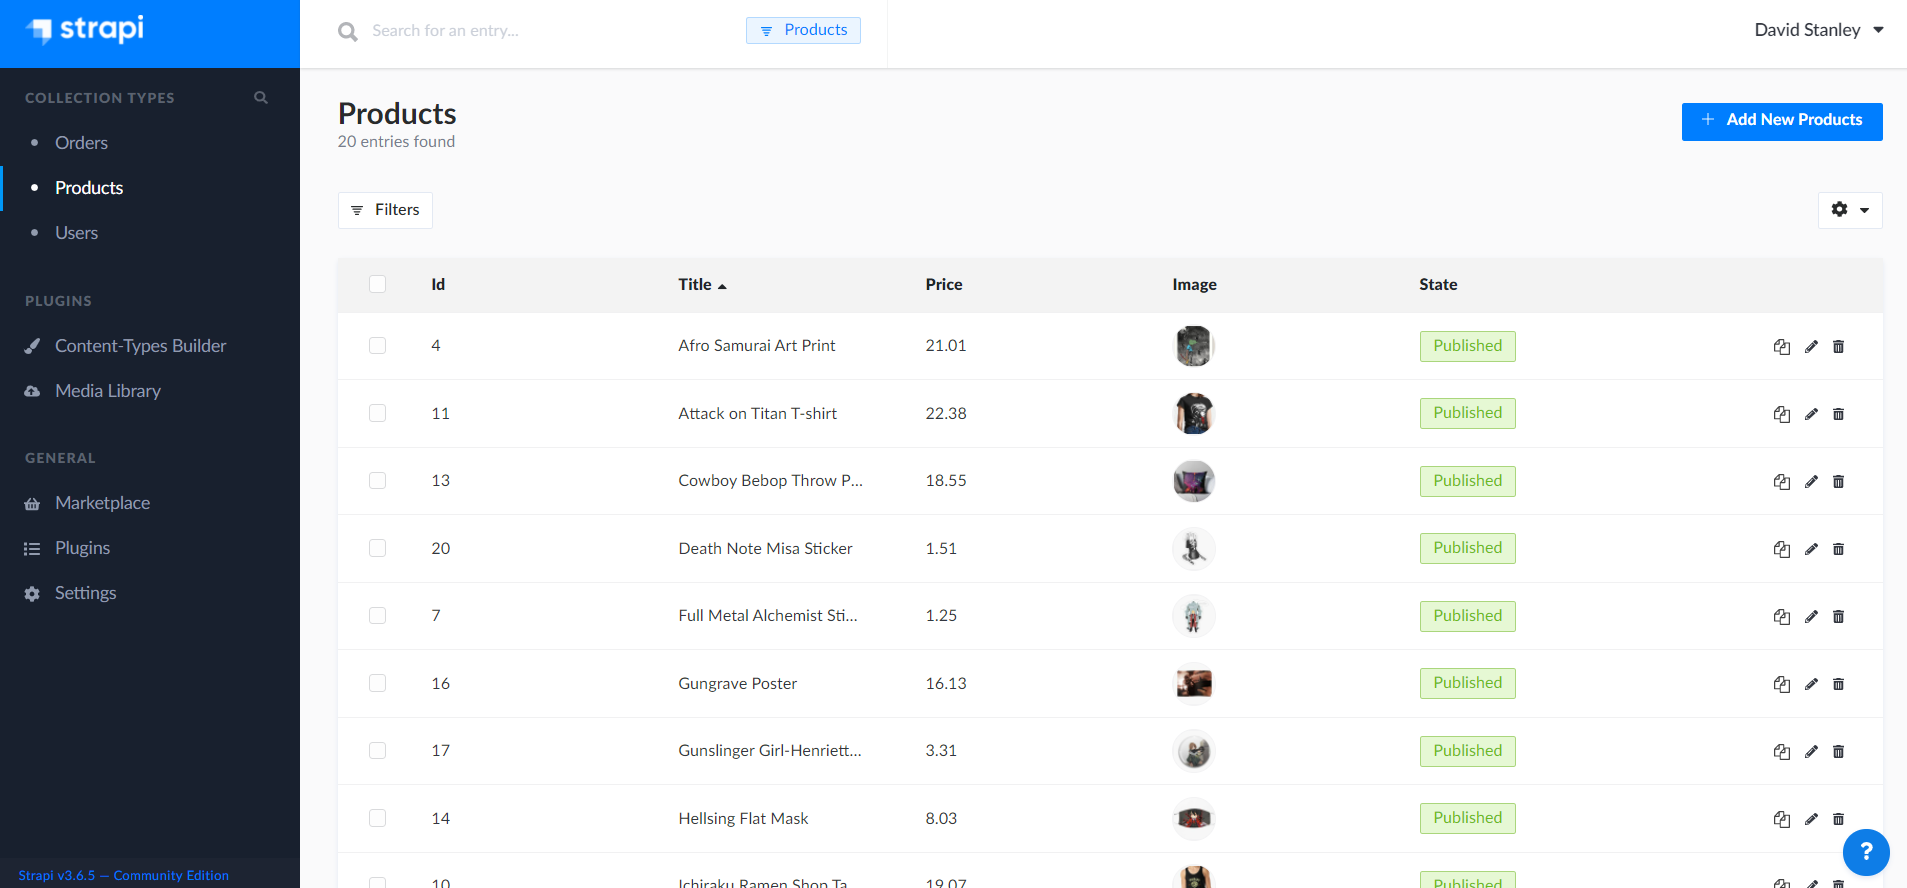 strapi
Search for an entry...
Products
David Stanley
COLLECTION TYPES
Orders
Products
Users
PLUGINS
Content-Types Builder
Media Library
GENERAL
Marketplace
Plugins
Settings
Strapi v3.6.5 — Community Edition
Products
20 entries found
Add New Products
Filters
Id Title Price Image State
4 Afro Samurai Art Print 21.01 Published
11 Attack on Titan T-shirt 22.38 Published
13 Cowboy Bebop Throw P... 18.55 Published
20 Death Note Misa Sticker 1.51 Published
7 Full Metal Alchemist Sti... 1.25 Published
16 Gungrave Poster 16.13 Published
17 Gunslinger Girl-Henriett... 3.31 Published
14 Hellsing Flat Mask 8.03 Published
10 Ichiraku Ramen Shop Ta... 19.07 Published
?